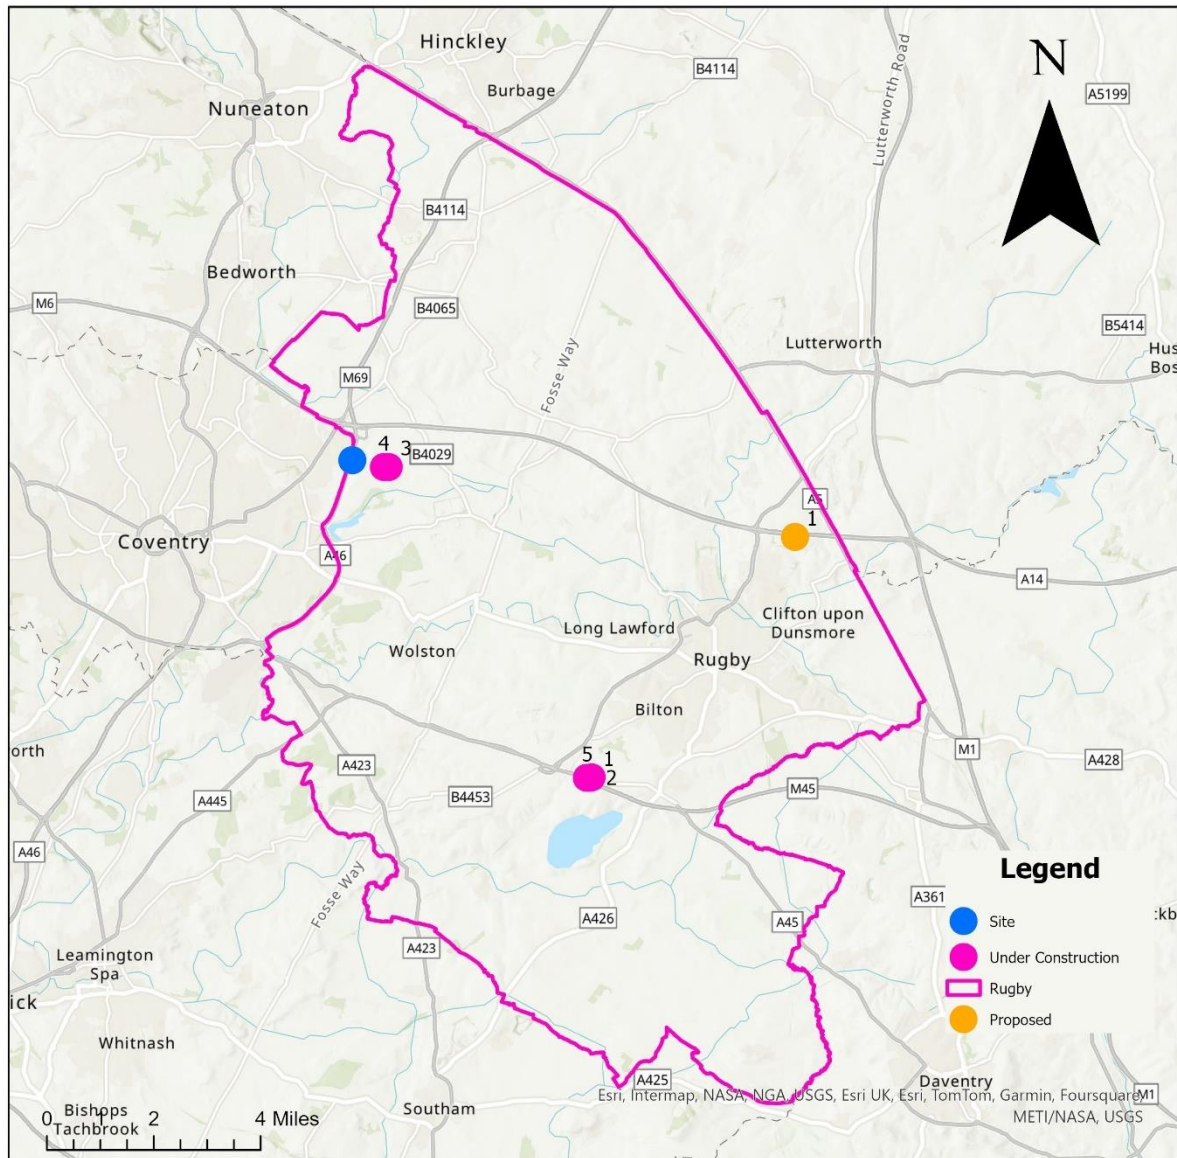 Hinckley
N
B4114
Lutterworth Road
A5199
Burbage
Nuneaton
B4114
Bedworth
M6
B4065
B5414
Lutterworth
Hus
Bos
Fosse Way
M69
4
3
B4029
A5
1
Coventry
A46
A14
Clifton upon
Dunsmore
Long Lawford
Wolston
Rugby
Bilton
orth
M1
A428
A423
5
1
2
M45
B4453
A445
A46
Fosse Way
A361
A426
A45
A423
ckb
Leamington
Spa
ick
Whitnash
Legend
Site
Under Construction
Rugby
Proposed
A425
Daventry
M1
Southam
Bishops
Tachbrook
0
1
2
4 Miles
Esri, Intermap, NASA, NGA, USGS, Esri UK, Esri, TomTom, Garmin, Foursquare,
METI/NASA, USGS